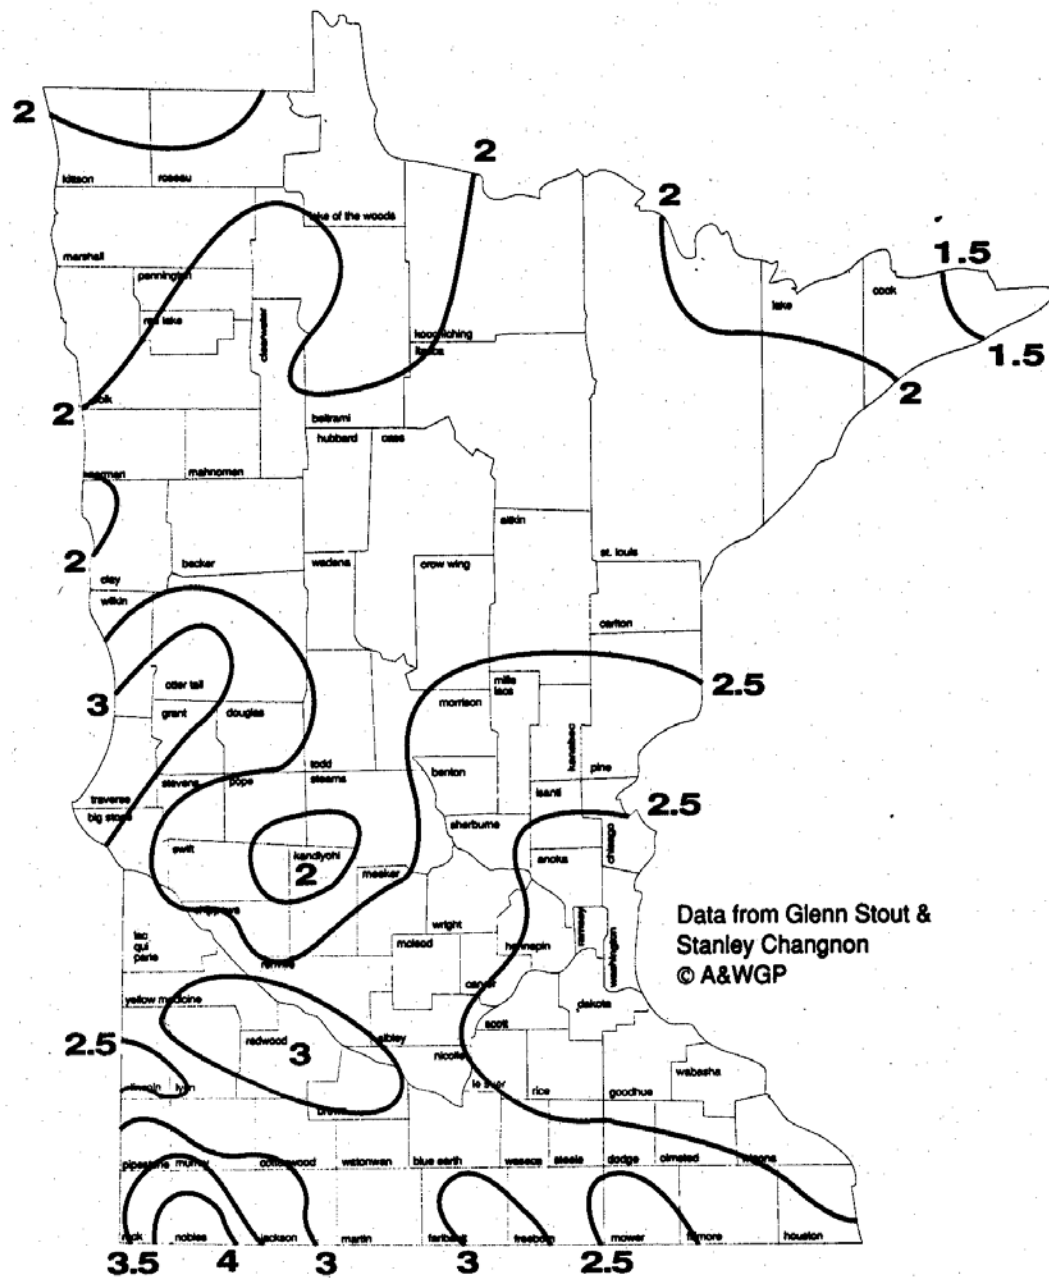 2
2
2
1.5
kittson
roseau
lake of the woods
marshall
pennington
lake
cook
red lake
clearwater
koochiching
itasca
1.5
2
polk
2
beltrami
hubbard
cass
norman
mahnomen
aitkin
2
clay
becker
wadena
crow wing
st. louis
wilkin
carlton
otter tail
mille
lacs
2.5
3
grant
douglas
morrison
kanabec
todd
pine
stevens
pope
stearns
benton
isanti
traverse
big stone
2.5
sherburne
swift
kandiyohi
anoka
chisago
2
meeker
chippewa
wright
Data from Glenn Stout &
Stanley Changnon
© A&WGP
lac
qui
parle
mcleod
hennepin
ramsey
washington
renville
carver
yellow medicine
dakota
scott
redwood
sibley
2.5
3
nicollet
wabasha
lincoln
lyon
le sueur
rice
goodhue
brown
pipestone
murray
cottonwood
watonwan
blue earth
waseca
steele
dodge
olmsted
winona
rock
nobles
jackson
martin
faribault
freeborn
mower
fillmore
houston
3.5
4
3
3
2.5